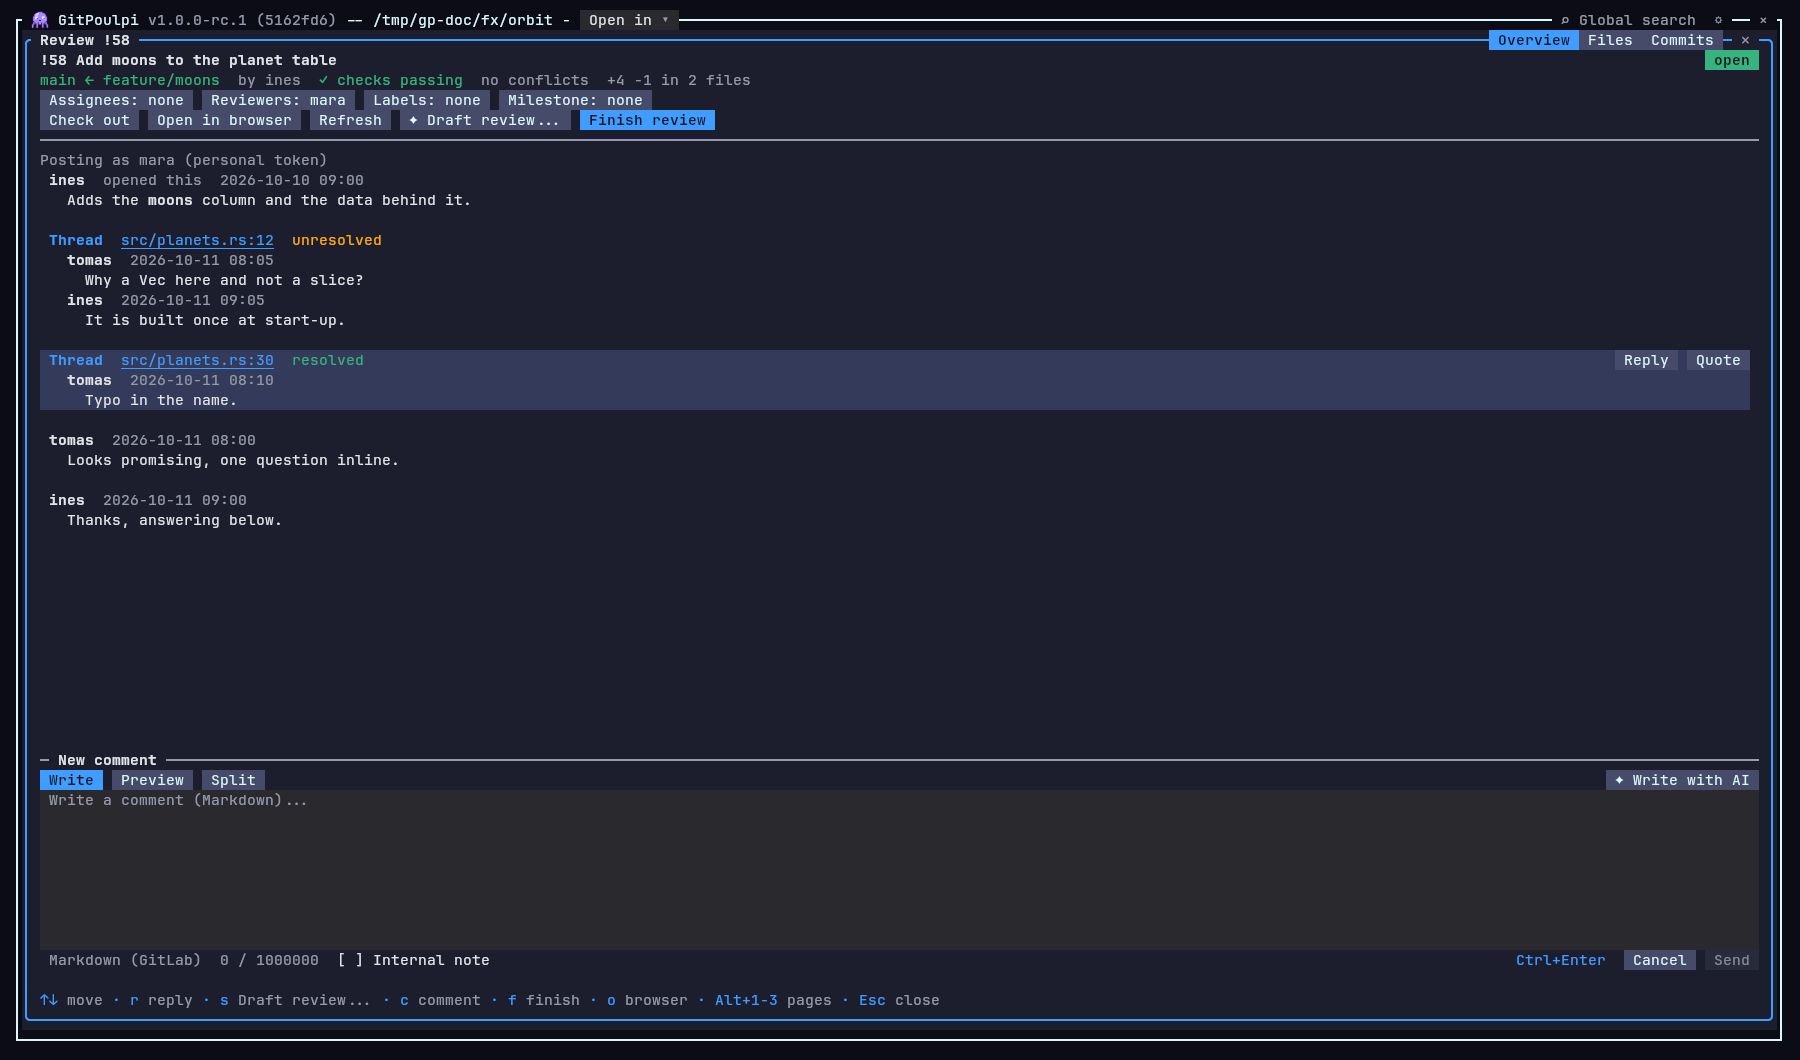 GitPoulpi v1.0.0-rc.1 (5162fd6) -- /tmp/gp-doc/fx/orbit - Open in ▾ ⌕ Global search ⚙ ×
Review !58 Overview Files Commits ×
!58 Add moons to the planet table open
main ← feature/moons by ines ✓ checks passing no conflicts +4 -1 in 2 files
Assignees: none Reviewers: mara Labels: none Milestone: none
Check out Open in browser Refresh ✦ Draft review... Finish review
Posting as mara (personal token)
ines opened this 2026-10-10 09:00
Adds the moons column and the data behind it.
Thread src/planets.rs:12 unresolved
tomas 2026-10-11 08:05
Why a Vec here and not a slice?
ines 2026-10-11 09:05
It is built once at start-up.
Thread src/planets.rs:30 resolved Reply Quote
tomas 2026-10-11 08:10
Typo in the name.
tomas 2026-10-11 08:00
Looks promising, one question inline.
ines 2026-10-11 09:00
Thanks, answering below.
New comment
Write Preview Split ✦ Write with AI
Write a comment (Markdown)...
Markdown (GitLab) 0 / 1000000 [ ] Internal note Ctrl+Enter Cancel Send
↑↓ move · r reply · s Draft review... · c comment · f finish · o browser · Alt+1-3 pages · Esc close